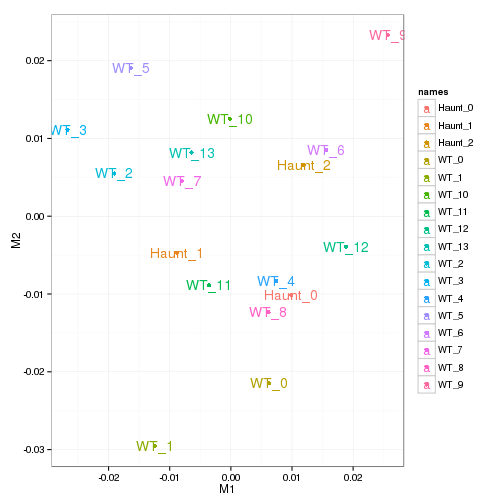 WT_9
0.02
WT_5
WT_10
WT_3
0.01
WT_13
WT_6
Haunt_2
WT_2
WT_7
0.00
M2
WT_12
Haunt_1
WT_4
WT_11
-0.01
Haunt_0
WT_8
-0.02
WT_0
WT_1
-0.03
-0.02 -0.01 0.00 0.01 0.02
M1
names
a Haunt_0
a Haunt_1
a Haunt_2
a WT_0
a WT_1
a WT_10
a WT_11
a WT_12
a WT_13
a WT_2
a WT_3
a WT_4
a WT_5
a WT_6
a WT_7
a WT_8
a WT_9